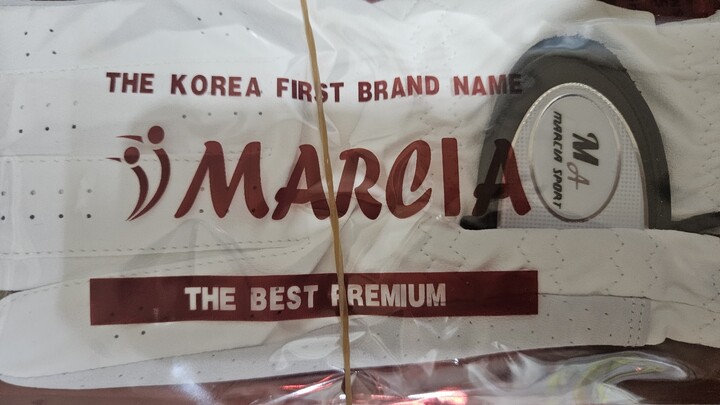 THE KOREA FIRST BRAND NAME
MARCIA
THE BEST PREMIUM
MA
MARCIA SPORT